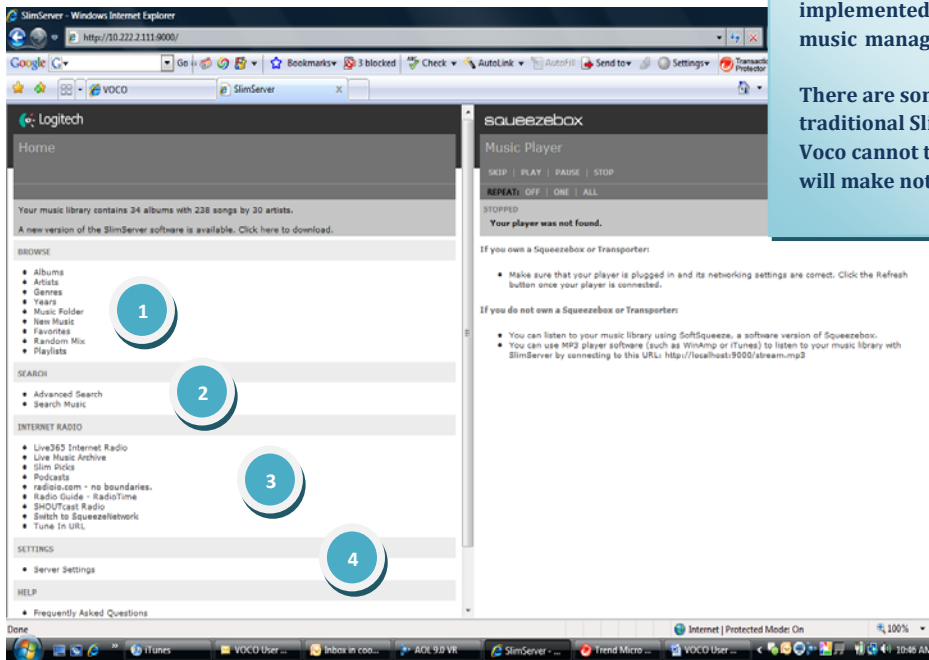 SlimServer - Windows Internet Explorer
http://10.222.2.111:9000/
Google G Go Bookmarks 3 blocked Check AutoLink AutoFill Send to Settings
VOCO SlimServer x
Logitech
Home
Your music library contains 34 albums with 238 songs by 30 artists.
A new version of the SlimServer software is available. Click here to download.
BROWSE
Albums
Artists
Genres
Years
Music Folder
New Music
Favorites
Random Mix
Playlists
1
SEARCH
Advanced Search
Search Music
2
INTERNET RADIO
Live365 Internet Radio
Live Music Archive
Slim Picks
Podcasts
radioio.com - no boundaries.
Radio Guide - RadioTime
SHOUTcast Radio
Switch to SqueezeNetwork
Tune In URL
3
SETTINGS
Server Settings
4
HELP
Frequently Asked Questions
squeezebox
Music Player
SKIP | PLAY | PAUSE | STOP
REPEAT: OFF | ONE | ALL
STOPPED
Your player was not found.
If you own a Squeezebox or Transporter:
Make sure that your player is plugged in and its networking settings are correct. Click the Refresh
button once your player is connected.
If you do not own a Squeezebox or Transporter:
You can listen to your music library using SoftSqueeze, a software version of Squeezebox.
You can use MP3 player software (such as WinAmp or iTunes) to listen to your music library with
SlimServer by connecting to this URL: http://localhost:9000/stream.mp3
implemented
music manag
There are so
traditional Sli
Voco cannot t
will make not
Done
Internet | Protected Mode: On 100%
iTunes VOCO User ... Inbox in coo... AOL 9.0 VR SlimServer - ... Trend Micro ... VOCO User ... 10:46 AM